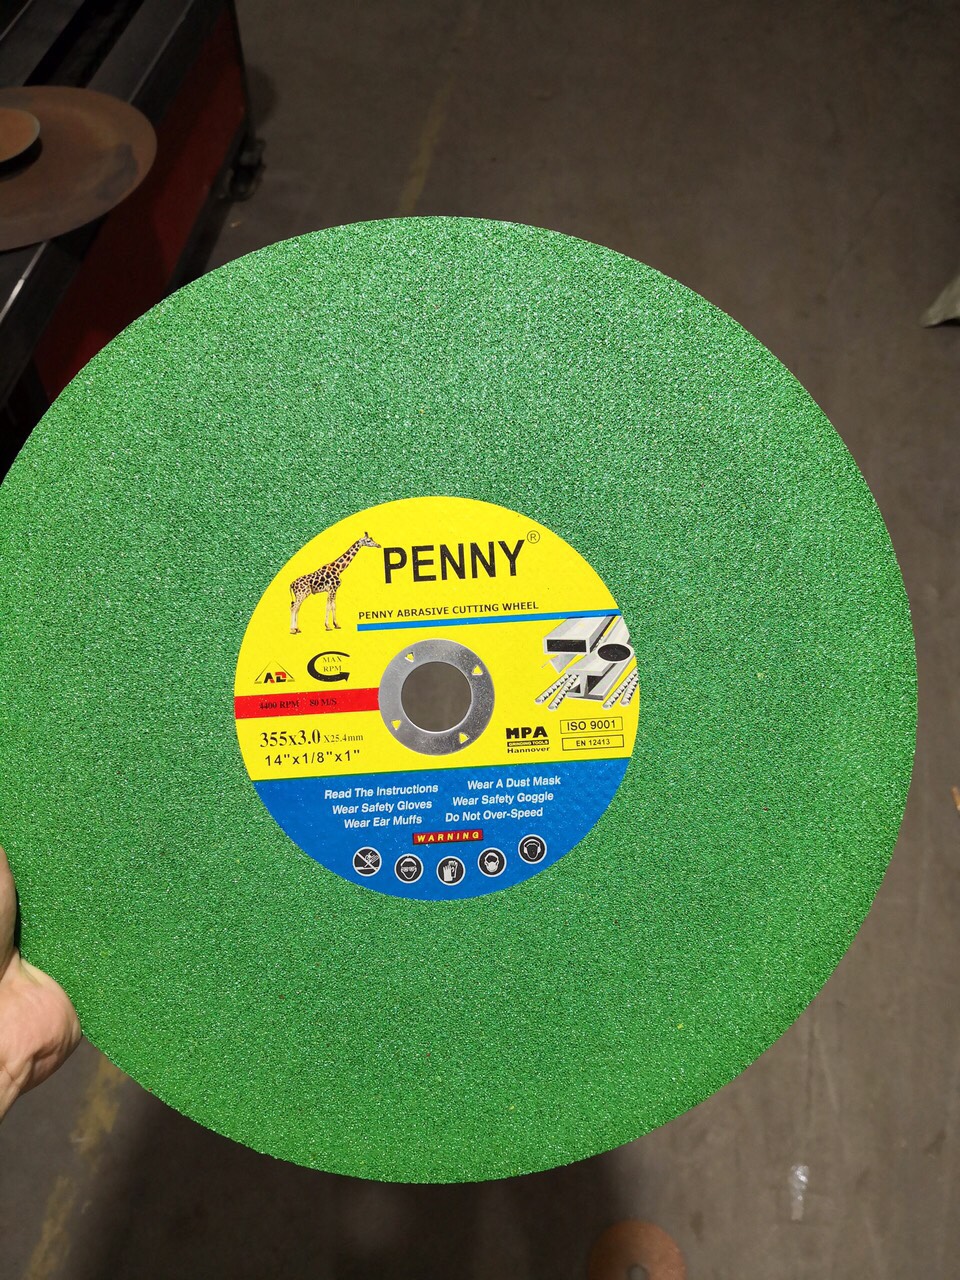 PENNY®
PENNY ABRASIVE CUTTING WHEEL
MAX
RPM
4400 RPM 80 M/S
355x3.0 X25.4mm
14"x1/8"x1"
MPA
GRINDING TOOLS
Hannover
ISO 9001
EN 12413
Read The Instructions
Wear A Dust Mask
Wear Safety Gloves
Wear Safety Goggle
Wear Ear Muffs
Do Not Over-Speed
WARNING